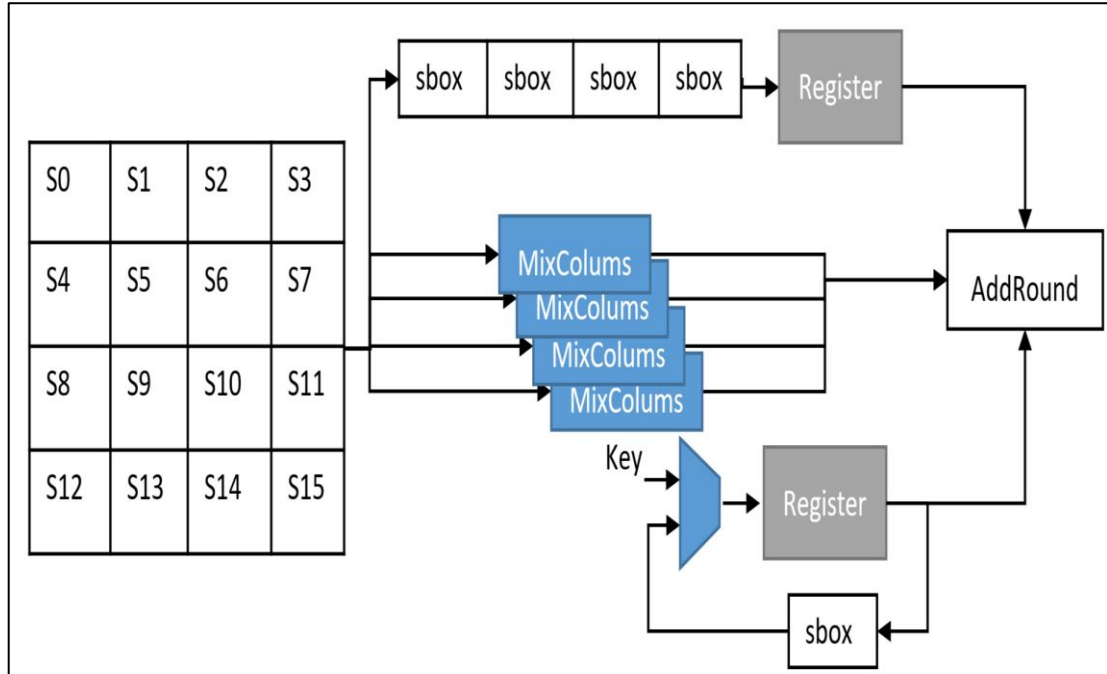 sbox sbox sbox sbox
Register
S0 S1 S2 S3
S4 S5 S6 S7
S8 S9 S10 S11
S12 S13 S14 S15
MixColums
MixColums
MixColums
MixColums
AddRound
Key
Register
sbox